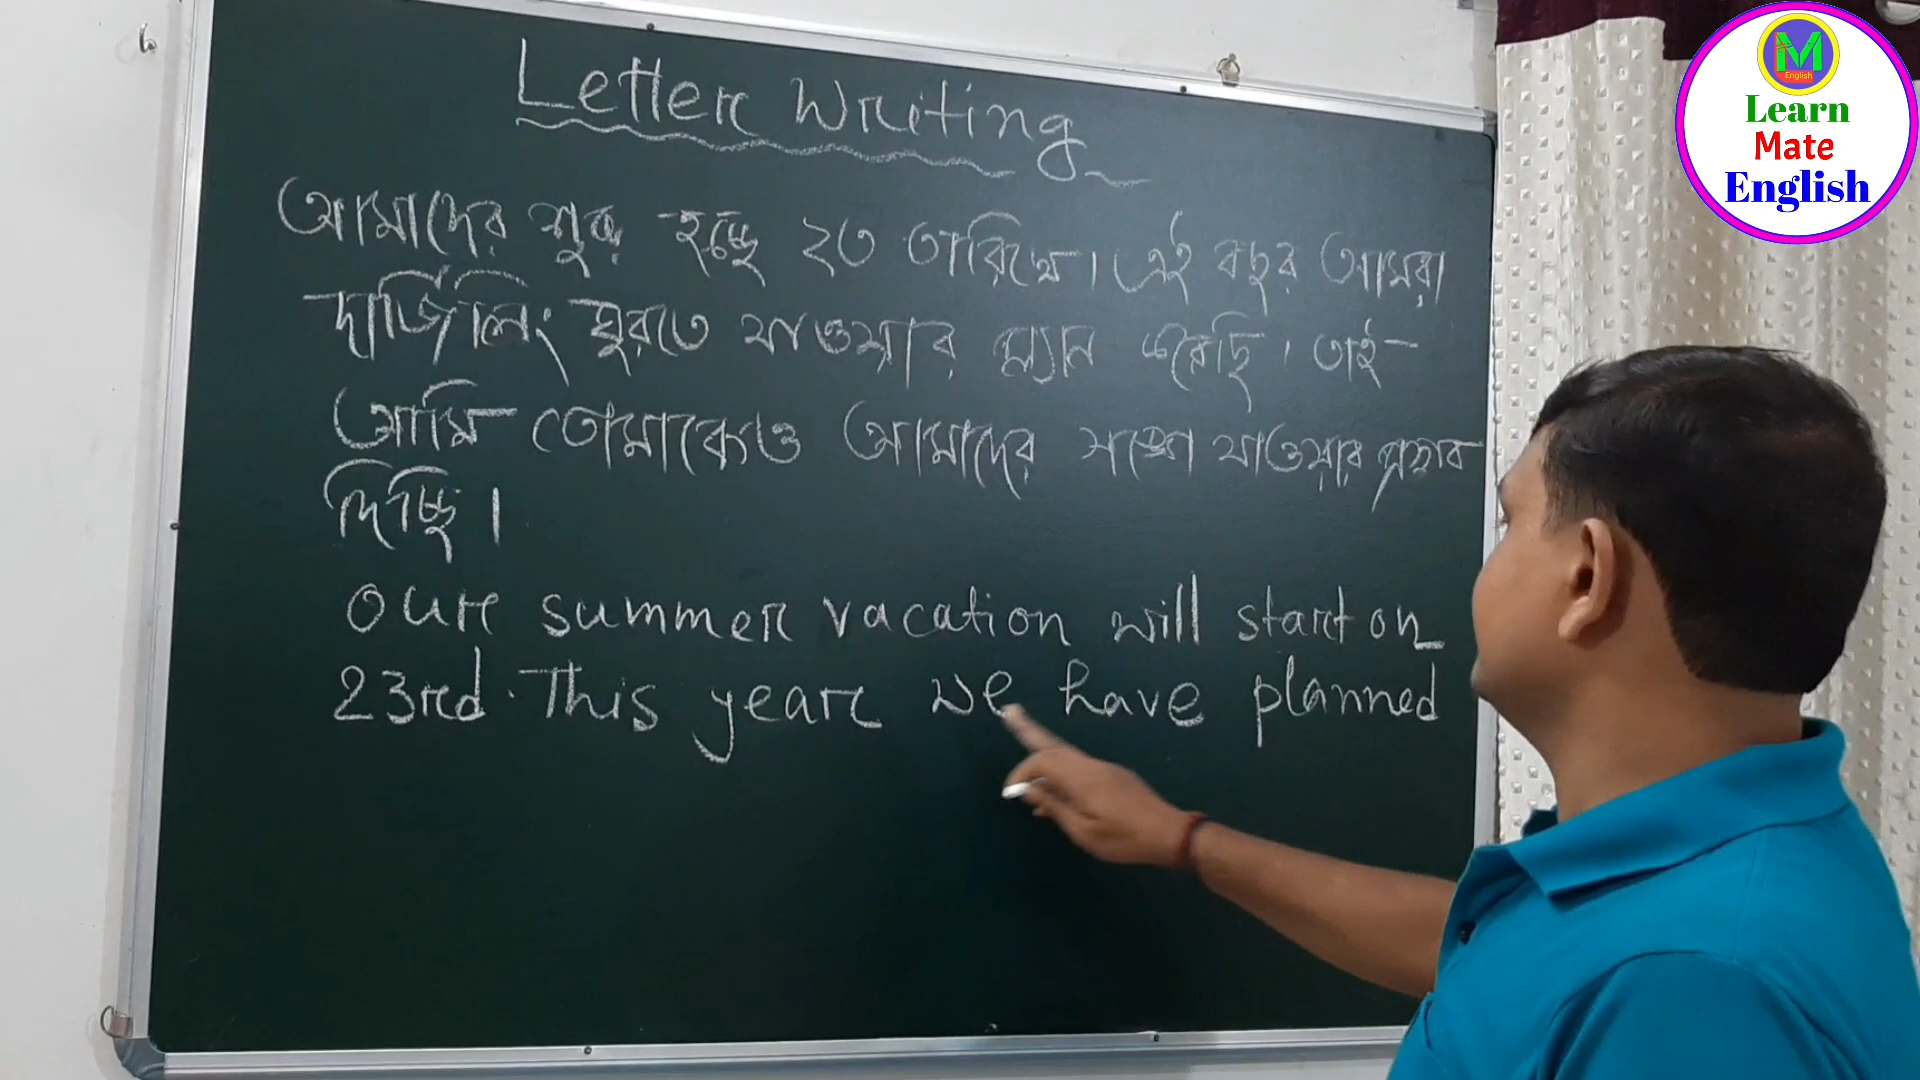 Letter Writing
আমাদের শুরু হচ্ছে ২৩ তারিখে। এই বছর আমরা
দার্জিলিং ঘুরতে যাওয়ার প্ল্যান করেছি। তাই
আমি তোমাকেও আমাদের সঙ্গে যাওয়ার প্রস্তাব
দিচ্ছি।
Our summer vacation will start on
23rd. This year we have planned
M
English
Learn
Mate
English